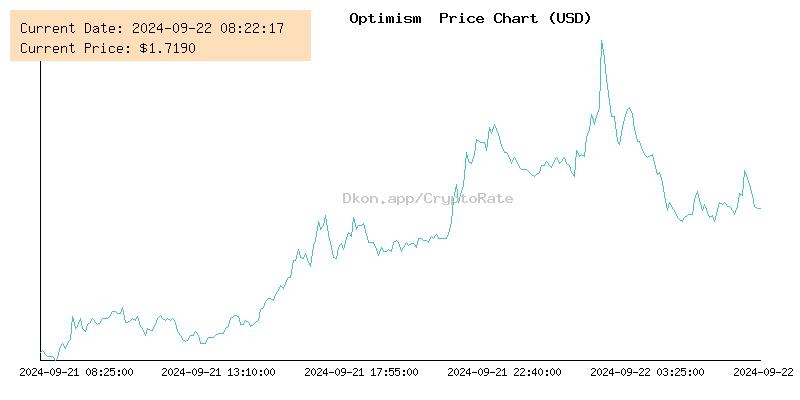 Optimism  Price Chart (USD)
Current Date: 2024-09-22 08:22:17
Current Price: $1.7190
Dkon.app/CryptoRate
2024-09-21 08:25:00 2024-09-21 13:10:00 2024-09-21 17:55:00 2024-09-21 22:40:00 2024-09-22 03:25:00 2024-09-22